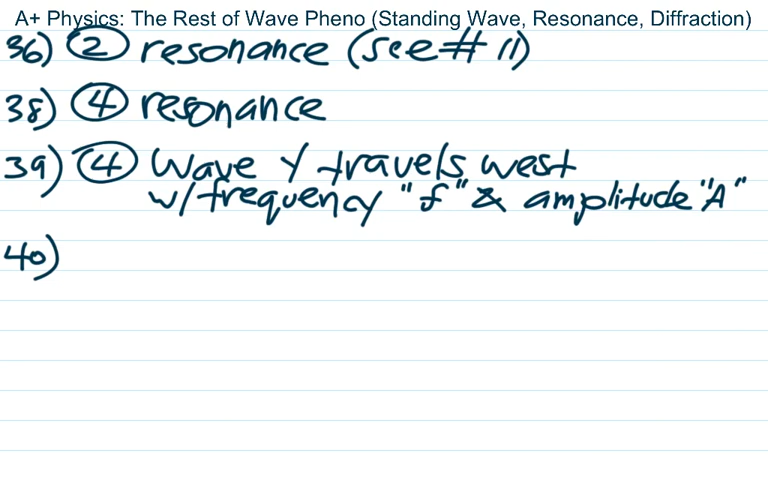 A+ Physics: The Rest of Wave Pheno (Standing Wave, Resonance, Diffraction)
36) 2 resonance (see # 11)
38) 4 resonance
39) 4 Wave Y travels west
w/ frequency "f" & amplitude "A"
40)